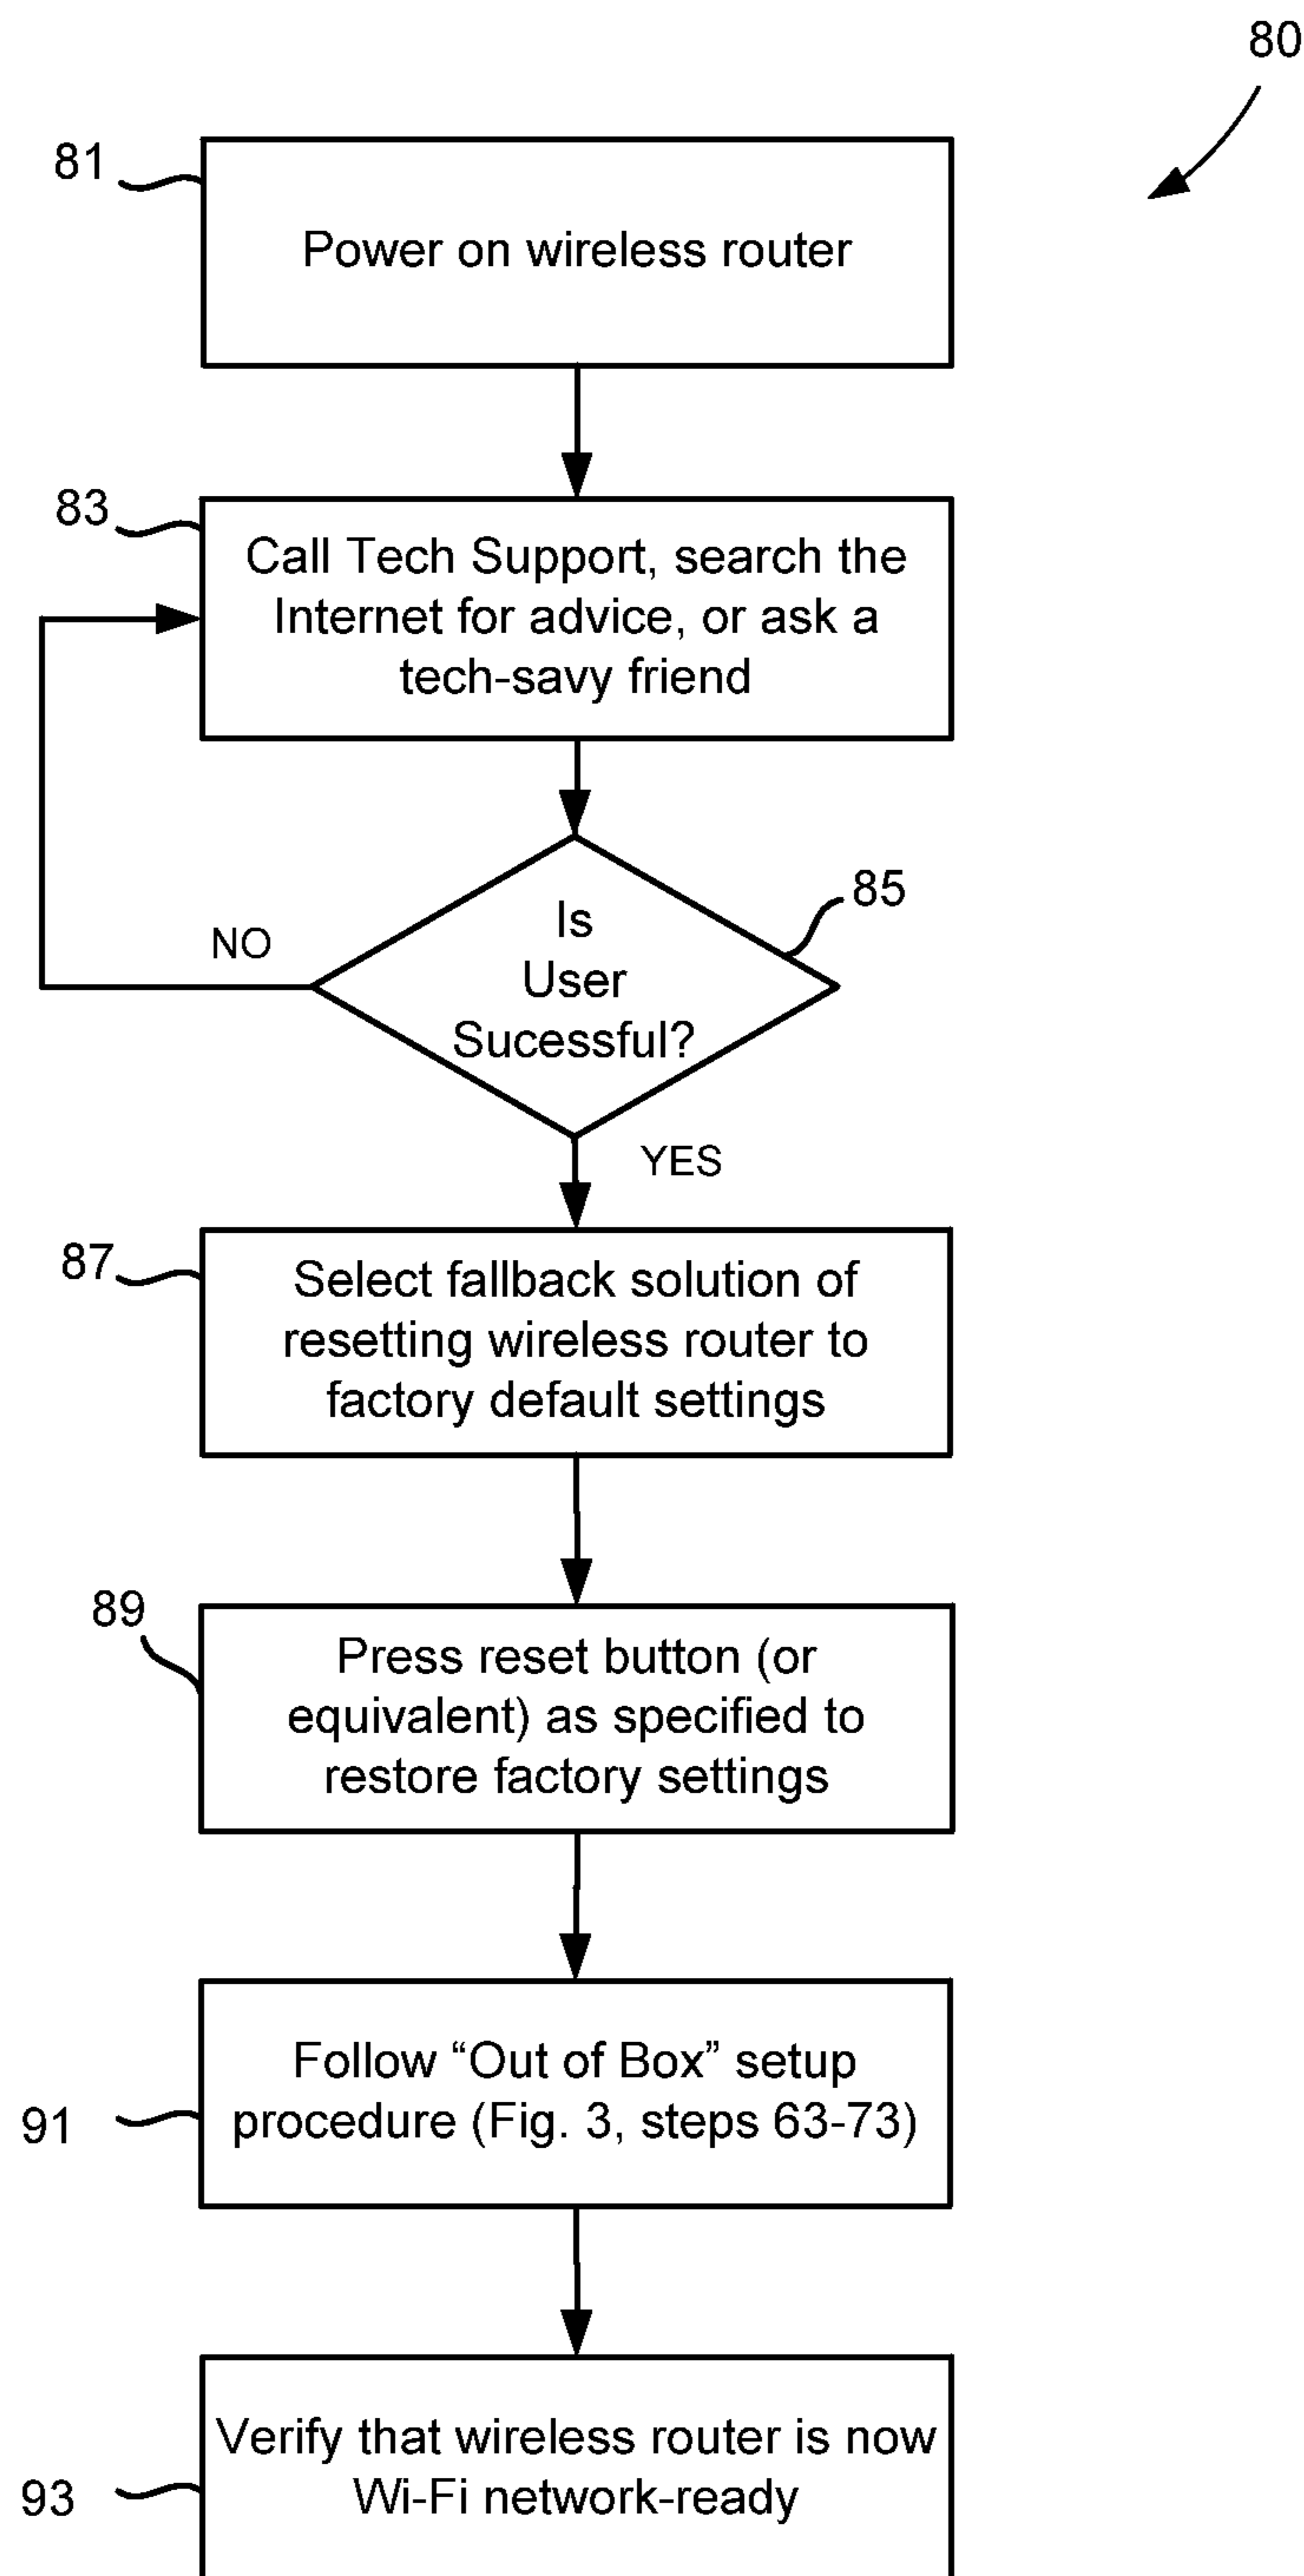 80
81
Power on wireless router
83
Call Tech Support, search the
Internet for advice, or ask a
tech-savy friend
85
Is
User
Sucessful?
NO
YES
87
Select fallback solution of
resetting wireless router to
factory default settings
89
Press reset button (or
equivalent) as specified to
restore factory settings
91
Follow “Out of Box” setup
procedure (Fig. 3, steps 63-73)
93
Verify that wireless router is now
Wi-Fi network-ready